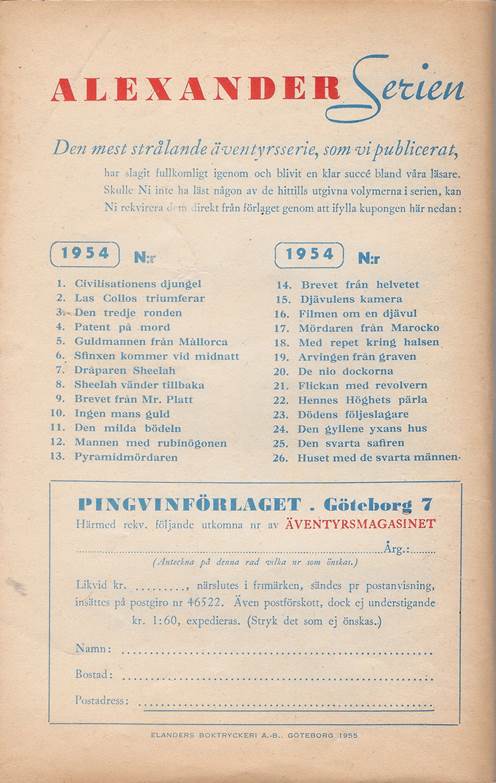 ALEXANDER Serien
Den mest strålande äventyrsserie, som vi publicerat,
har slagit fullkomligt igenom och blivit en klar succé bland våra läsare.
Skulle Ni inte ha läst någon av de hittills utgivna volymerna i serien, kan
Ni rekvirera dem direkt från förlaget genom att ifylla kupongen här nedan:
1954 N:r
1. Civilisationens djungel
2. Las Collos triumferar
3. Den tredje ronden
4. Patent på mord
5. Guldmannen från Mallorca
6. Sfinxen kommer vid midnatt
7. Dråparen Sheelah
8. Sheelah vänder tillbaka
9. Brevet från Mr. Platt
10. Ingen mans guld
11. Den milda bödeln
12. Mannen med rubinögonen
13. Pyramidmördaren
1954 N:r
14. Brevet från helvetet
15. Djävulens kamera
16. Filmen om en djävul
17. Mördaren från Marocko
18. Med repet kring halsen
19. Arvingen från graven
20. De nio dockorna
21. Flickan med revolvern
22. Hennes Höghets pärla
23. Dödens följeslagare
24. Den gyllene yxans hus
25. Den svarta safiren
26. Huset med de svarta männen.
PINGVINFÖRLAGET . Göteborg 7
Härmed rekv. följande utkomna nr av ÄVENTYRSMAGASINET
Årg.:
(Anteckna på denna rad vilka nr som önskas.)
Likvid kr. .........., närslutes i frimärken, sändes pr postanvisning,
insättes på postgiro nr 46522. Även postförskott, dock ej understigande
kr. 1:60, expedieras. (Stryk det som ej önskas.)
Namn:
Bostad:
Postadress:
ELANDERS BOKTRYCKERI A.-B., GÖTEBORG 1955